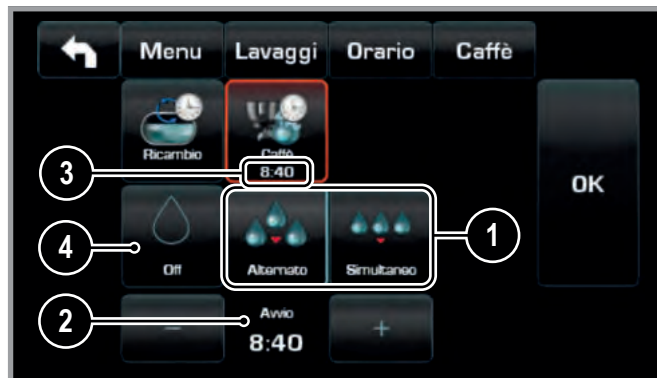 Menu Lavaggi Orario Caffè
Ricambio Caffè
3 8:40
OK
1
4 Off Alternato Simultaneo
2 - Avvio +
8:40